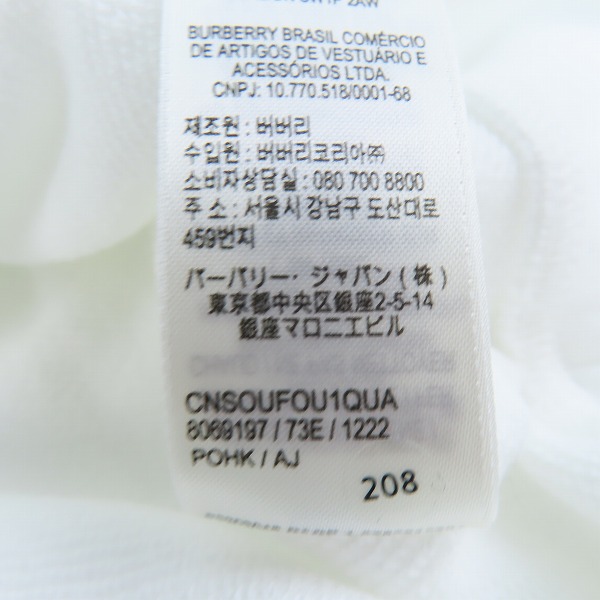 SW1P 2AW
BURBERRY BRASIL COMÉRCIO
DE ARTIGOS DE VESTUÁRIO E
ACESSÓRIOS LTDA.
CNPJ: 10.770.518/0001-68
제조원 : 버버리
수입원 : 버버리코리아㈜
소비자상담실 : 080 700 8800
주 소 : 서울시 강남구 도산대로
459번지
バーバリー・ジャパン(株)
東京都中央区銀座2-5-14
銀座マロニエビル
CNSOUFOU1QUA
8069197 / 73E / 1222
POHK / AJ
208